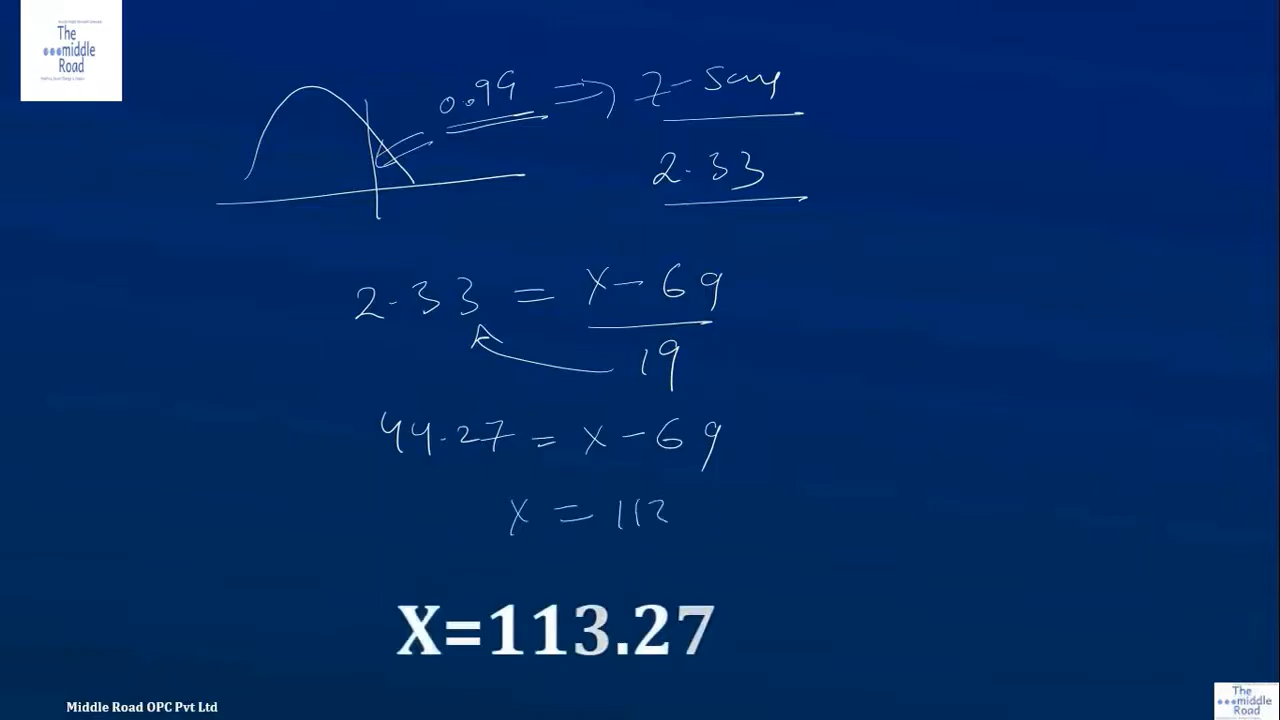 The
middle
Road
0.99 => Z-Score
2.33
2.33 = X-69
19
44.27 = X-69
X = 112
X=113.27
Middle Road OPC Pvt Ltd
The
middle
Road